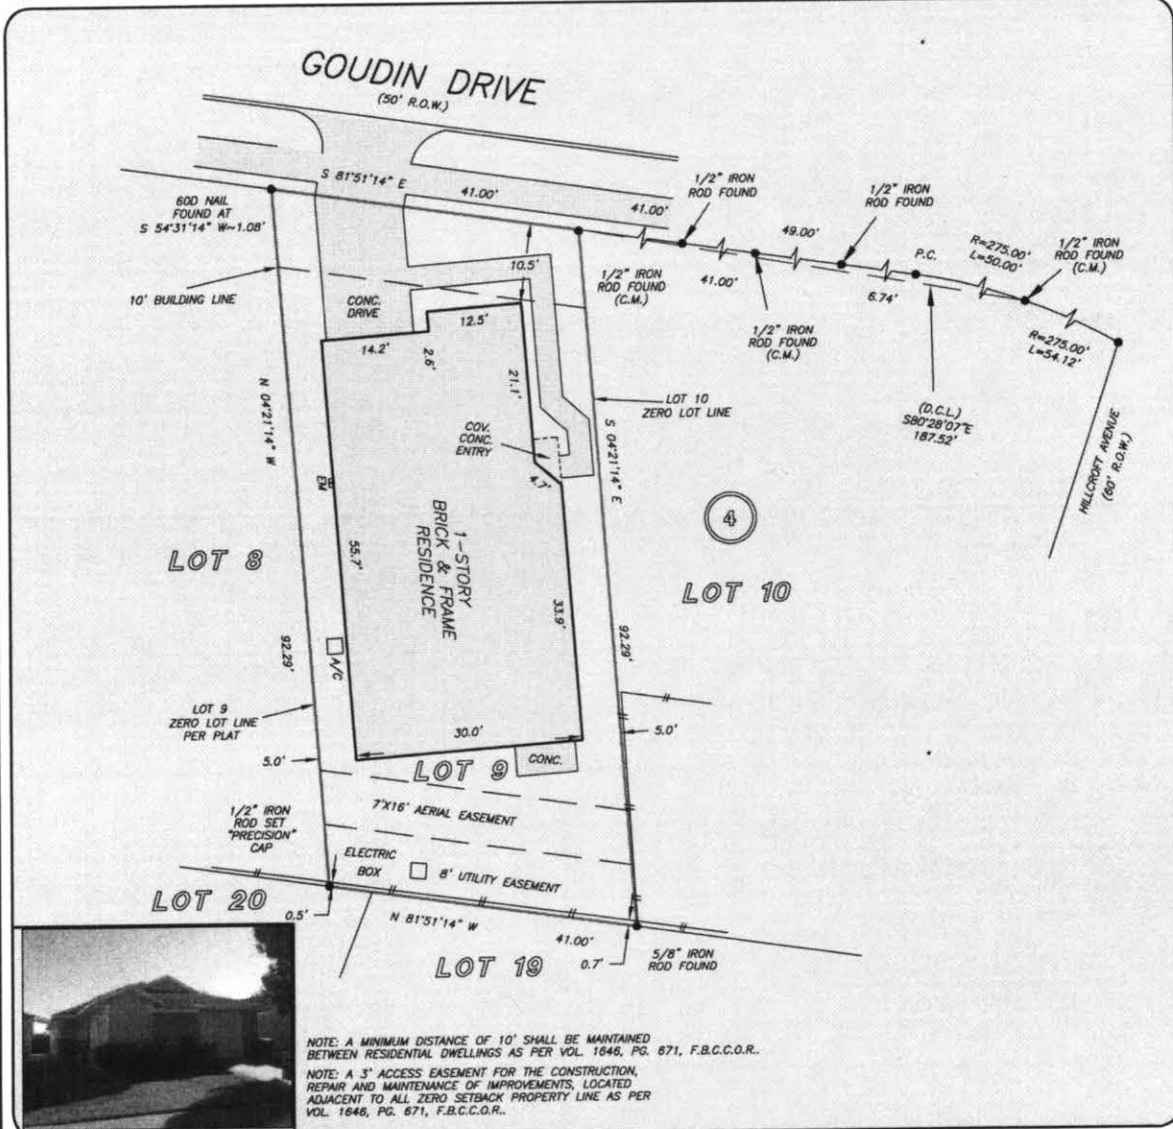 GOUDIN DRIVE
(50' R.O.W.)
S 81°51'14" E
41.00'
41.00'
1/2" IRON
ROD FOUND
1/2" IRON
ROD FOUND
49.00'
60D NAIL
FOUND AT
S 54°31'14" W~1.08'
P.C.
R=275.00'
L=50.00'
1/2" IRON
ROD FOUND
(C.M.)
10' BUILDING LINE
10.5'
1/2" IRON
ROD FOUND
(C.M.)
41.00'
6.74'
CONC.
DRIVE
12.5'
14.2'
2.6'
1/2" IRON
ROD FOUND
(C.M.)
R=275.00'
L=54.12'
N 04°21'14" W
21.1'
LOT 10
ZERO LOT LINE
(D.C.L.)
S80°28'07"E
187.52'
HILLCROFT AVENUE
(60' R.O.W.)
COV.
CONC.
ENTRY
S 04°21'14" E
EM
4.7'
4
LOT 8
55.7'
1-STORY
BRICK & FRAME
RESIDENCE
33.9'
LOT 10
92.29'
A/C
92.29'
LOT 9
ZERO LOT LINE
PER PLAT
30.0'
5.0'
CONC.
5.0'
LOT 9
7'X16' AERIAL EASEMENT
1/2" IRON
ROD SET
"PRECISION"
CAP
ELECTRIC
BOX
8' UTILITY EASEMENT
LOT 20
0.5'
N 81°51'14" W
41.00'
LOT 19
0.7'
5/8" IRON
ROD FOUND
NOTE: A MINIMUM DISTANCE OF 10' SHALL BE MAINTAINED
BETWEEN RESIDENTIAL DWELLINGS AS PER VOL. 1646, PG. 671, F.B.C.C.O.R..
NOTE: A 3' ACCESS EASEMENT FOR THE CONSTRUCTION,
REPAIR AND MAINTENANCE OF IMPROVEMENTS, LOCATED
ADJACENT TO ALL ZERO SETBACK PROPERTY LINE AS PER
VOL. 1646, PG. 671, F.B.C.C.O.R..